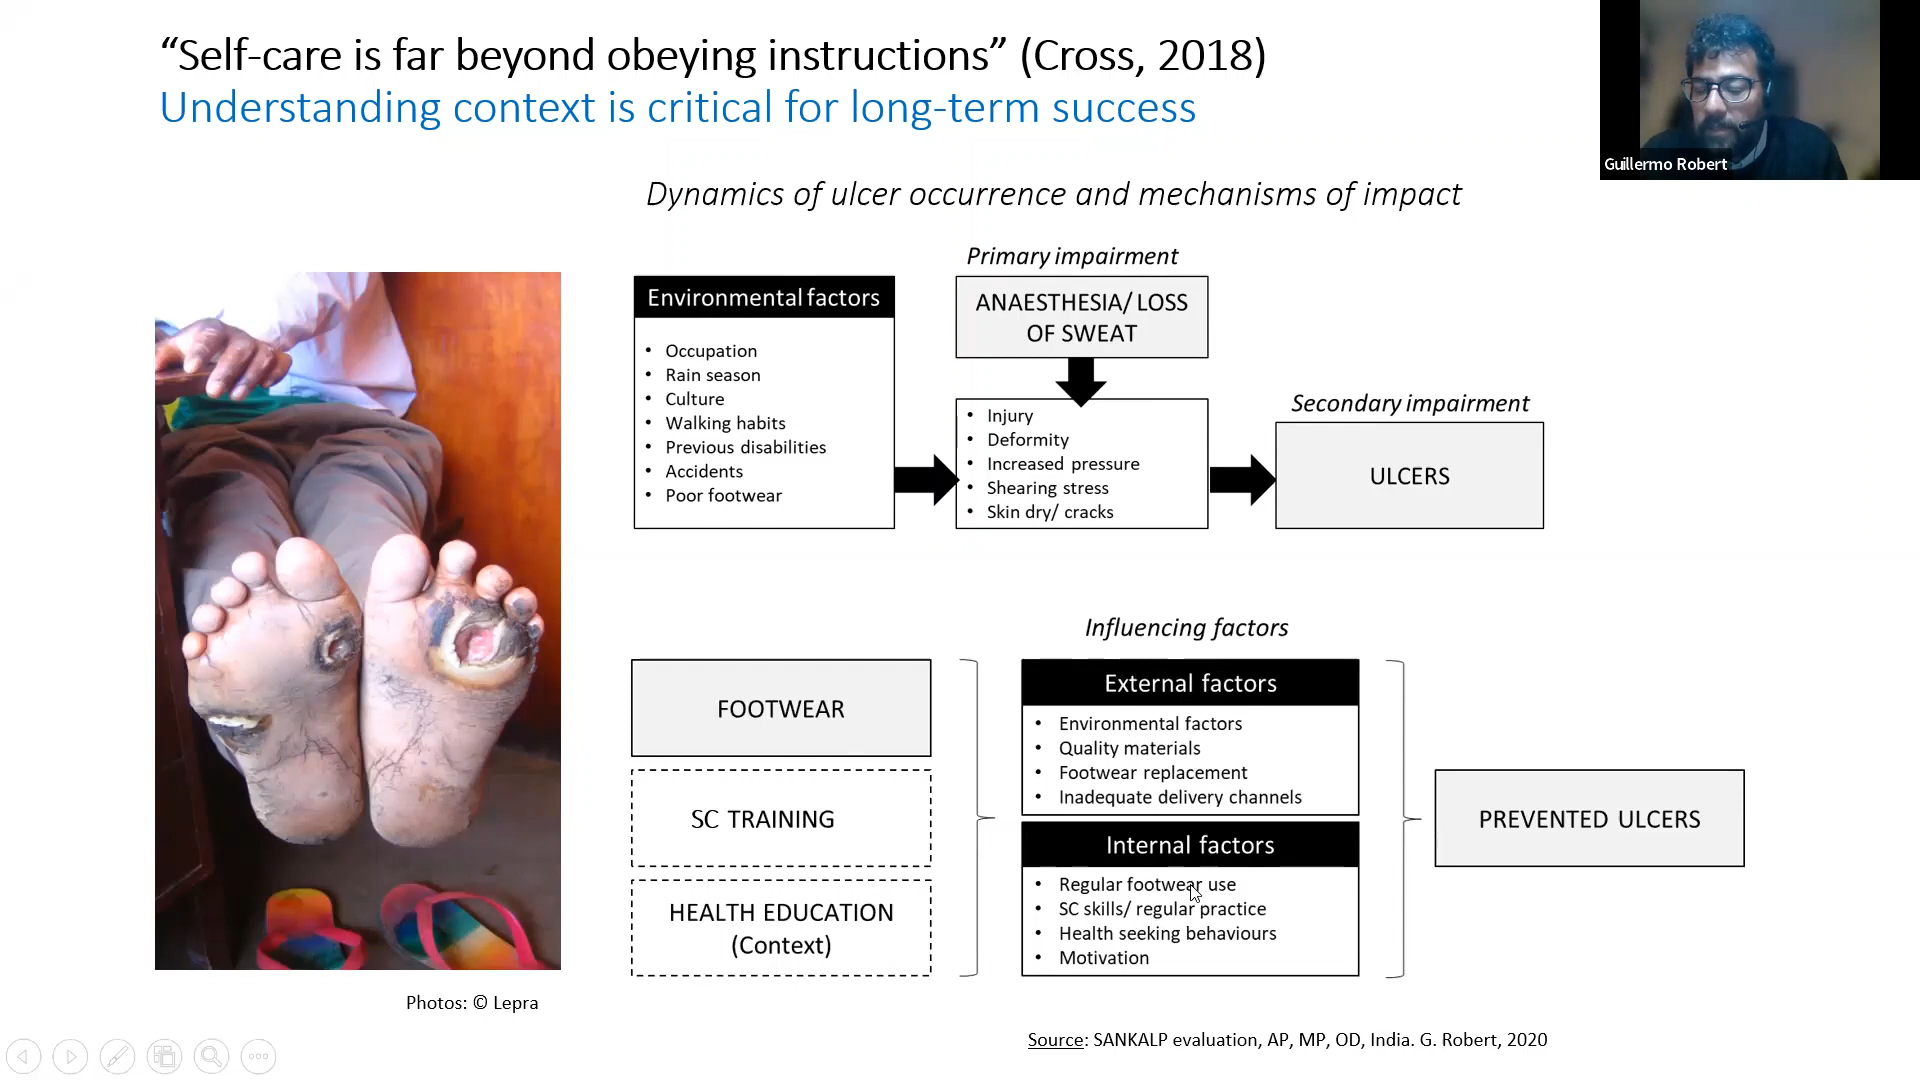 “Self-care is far beyond obeying instructions” (Cross, 2018)
Understanding context is critical for long-term success
Guillermo Robert
Dynamics of ulcer occurrence and mechanisms of impact
Primary impairment
Environmental factors
• Occupation
• Rain season
• Culture
• Walking habits
• Previous disabilities
• Accidents
• Poor footwear
ANAESTHESIA/ LOSS
OF SWEAT
• Injury
• Deformity
• Increased pressure
• Shearing stress
• Skin dry/ cracks
Secondary impairment
ULCERS
Influencing factors
FOOTWEAR
SC TRAINING
HEALTH EDUCATION
(Context)
External factors
• Environmental factors
• Quality materials
• Footwear replacement
• Inadequate delivery channels
Internal factors
• Regular footwear use
• SC skills/ regular practice
• Health seeking behaviours
• Motivation
PREVENTED ULCERS
Photos: © Lepra
Source: SANKALP evaluation, AP, MP, OD, India. G. Robert, 2020